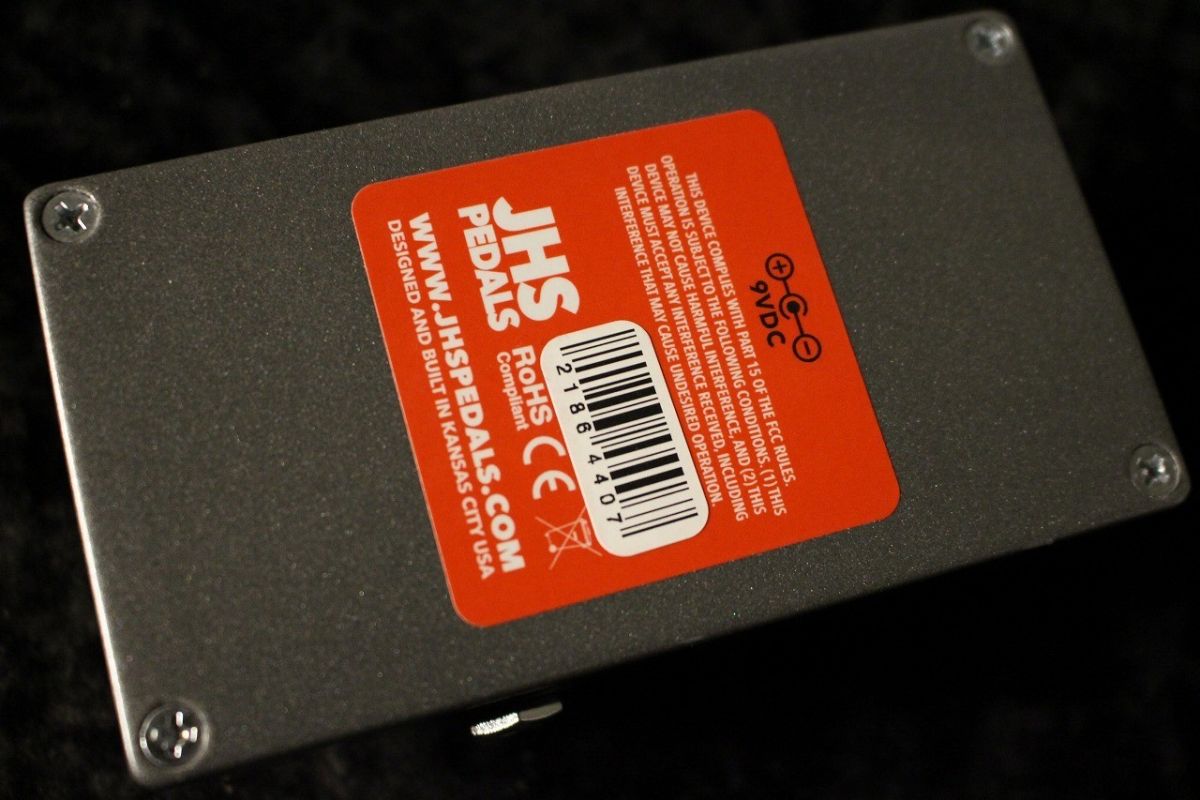 + -
9VDC
THIS DEVICE COMPLIES WITH PART 15 OF THE FCC RULES.
OPERATION IS SUBJECT TO THE FOLLOWING CONDITIONS. (1) THIS
DEVICE MAY NOT CAUSE HARMFUL INTERFERENCE, AND (2) THIS
DEVICE MUST ACCEPT ANY INTERFERENCE RECEIVED, INCLUDING
INTERFERENCE THAT MAY CAUSE UNDESIRED OPERATION.
21864407
JHS
PEDALS
RoHS
Compliant
CE
WWW.JHSPEDALS.COM
DESIGNED AND BUILT IN KANSAS CITY USA